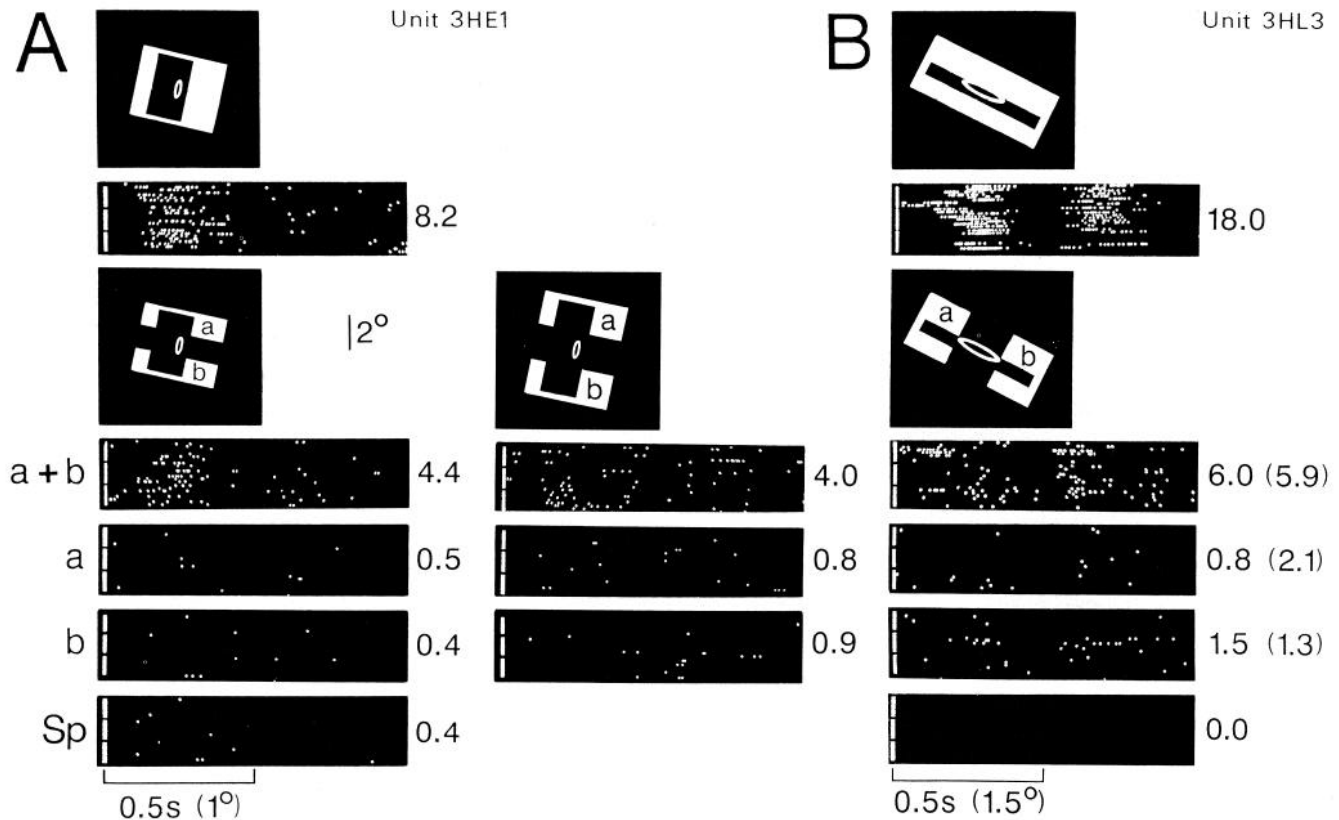 A
Unit 3HE1
B
Unit 3HL3
8.2
18.0
a
b
2°
a
b
a
b
a + b
4.4
4.0
6.0 (5.9)
a
0.5
0.8
0.8 (2.1)
b
0.4
0.9
1.5 (1.3)
Sp
0.4
0.0
0.5s (1°)
0.5s (1.5°)